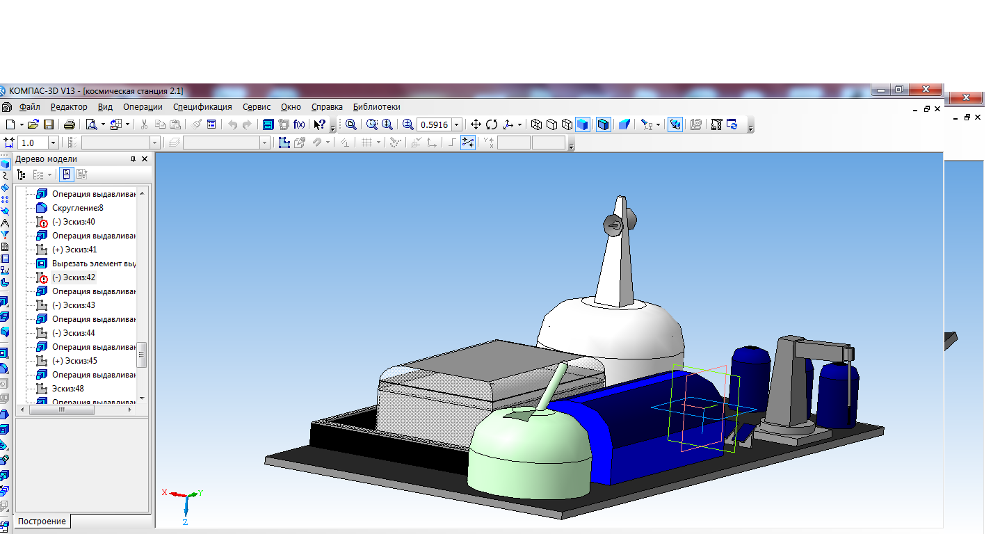 КОМПАС-3D V13 - [космическая станция 2.1]
Файл Редактор Вид Операции Спецификация Сервис Окно Справка Библиотеки
f(x) 0.5916
1.0
Дерево модели
Операция выдавливан
Скругление:8
(-) Эскиз:40
Операция выдавливан
(+) Эскиз:41
Вырезать элемент выд
(-) Эскиз:42
Операция выдавливан
(-) Эскиз:43
Операция выдавливан
(-) Эскиз:44
Операция выдавливан
(+) Эскиз:45
Операция выдавливан
Эскиз:48
Операция выдавливан
X Y
Z
Построение